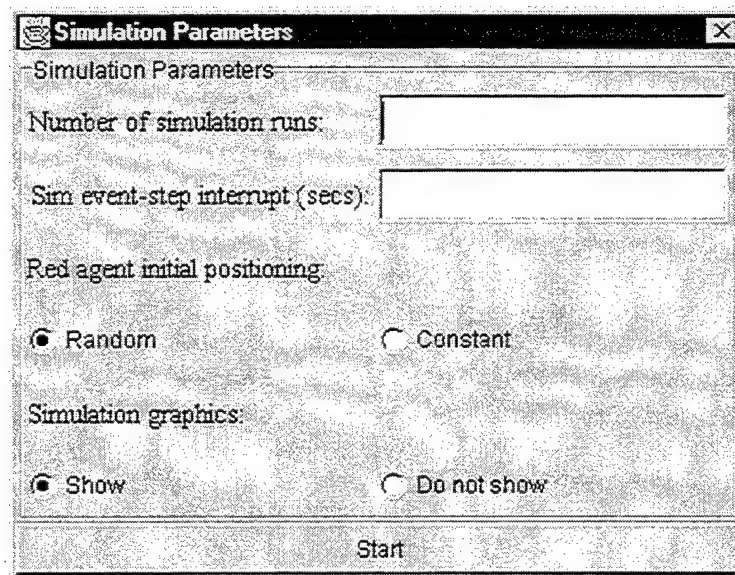 Simulation Parameters
Simulation Parameters
Number of simulation runs:
Sim event-step interrupt (secs):
Red agent initial positioning:
Random Constant
Simulation graphics:
Show Do not show
Start